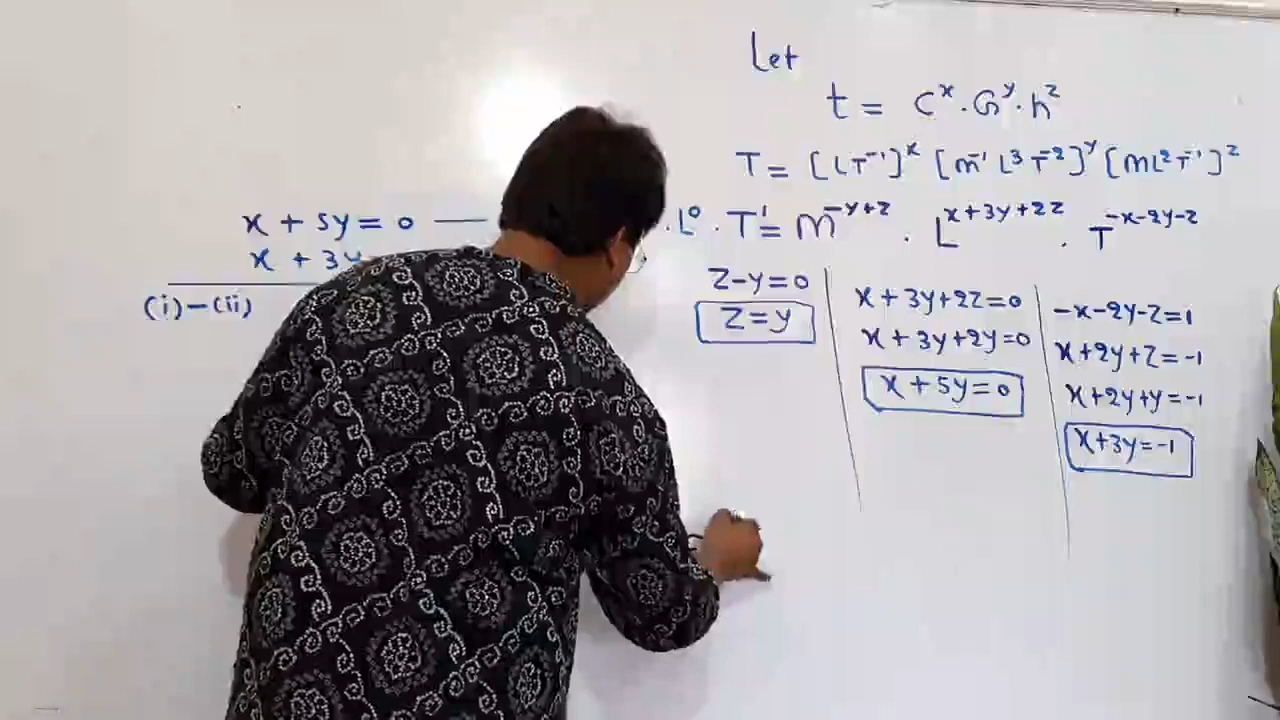 Let
t = C^x · G^y · h^z
T = [LT⁻¹]^x [M⁻¹L³T⁻²]^y [ML²T⁻¹]^z
· L⁰ · T¹ = M^(-y+z) · L^(x+3y+2z) · T^(-x-2y-z)
x + 5y = 0 —
x + 3y
(i)-(ii)
z-y=0
z=y
x + 3y+2z=0
x + 3y+2y=0
x + 5y=0
-x-2y-z=1
x+2y+z=-1
x+2y+y=-1
x+3y=-1